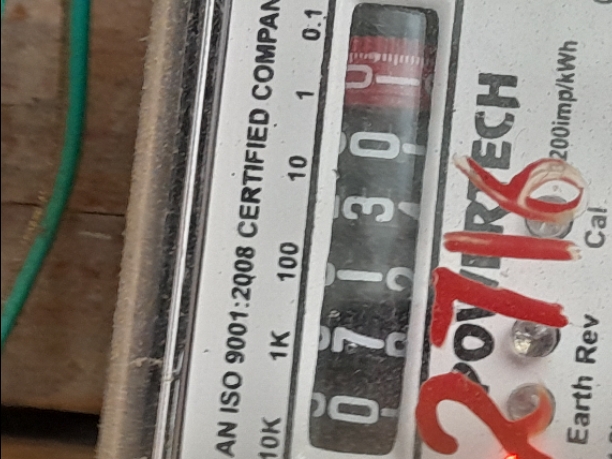 AN ISO 9001:2008 CERTIFIED COMPAN
10K 1K 100 10 1 0.1
0 7 1 3 0 0
POWERTECH
2716
200imp/kWh
Earth Rev Cal